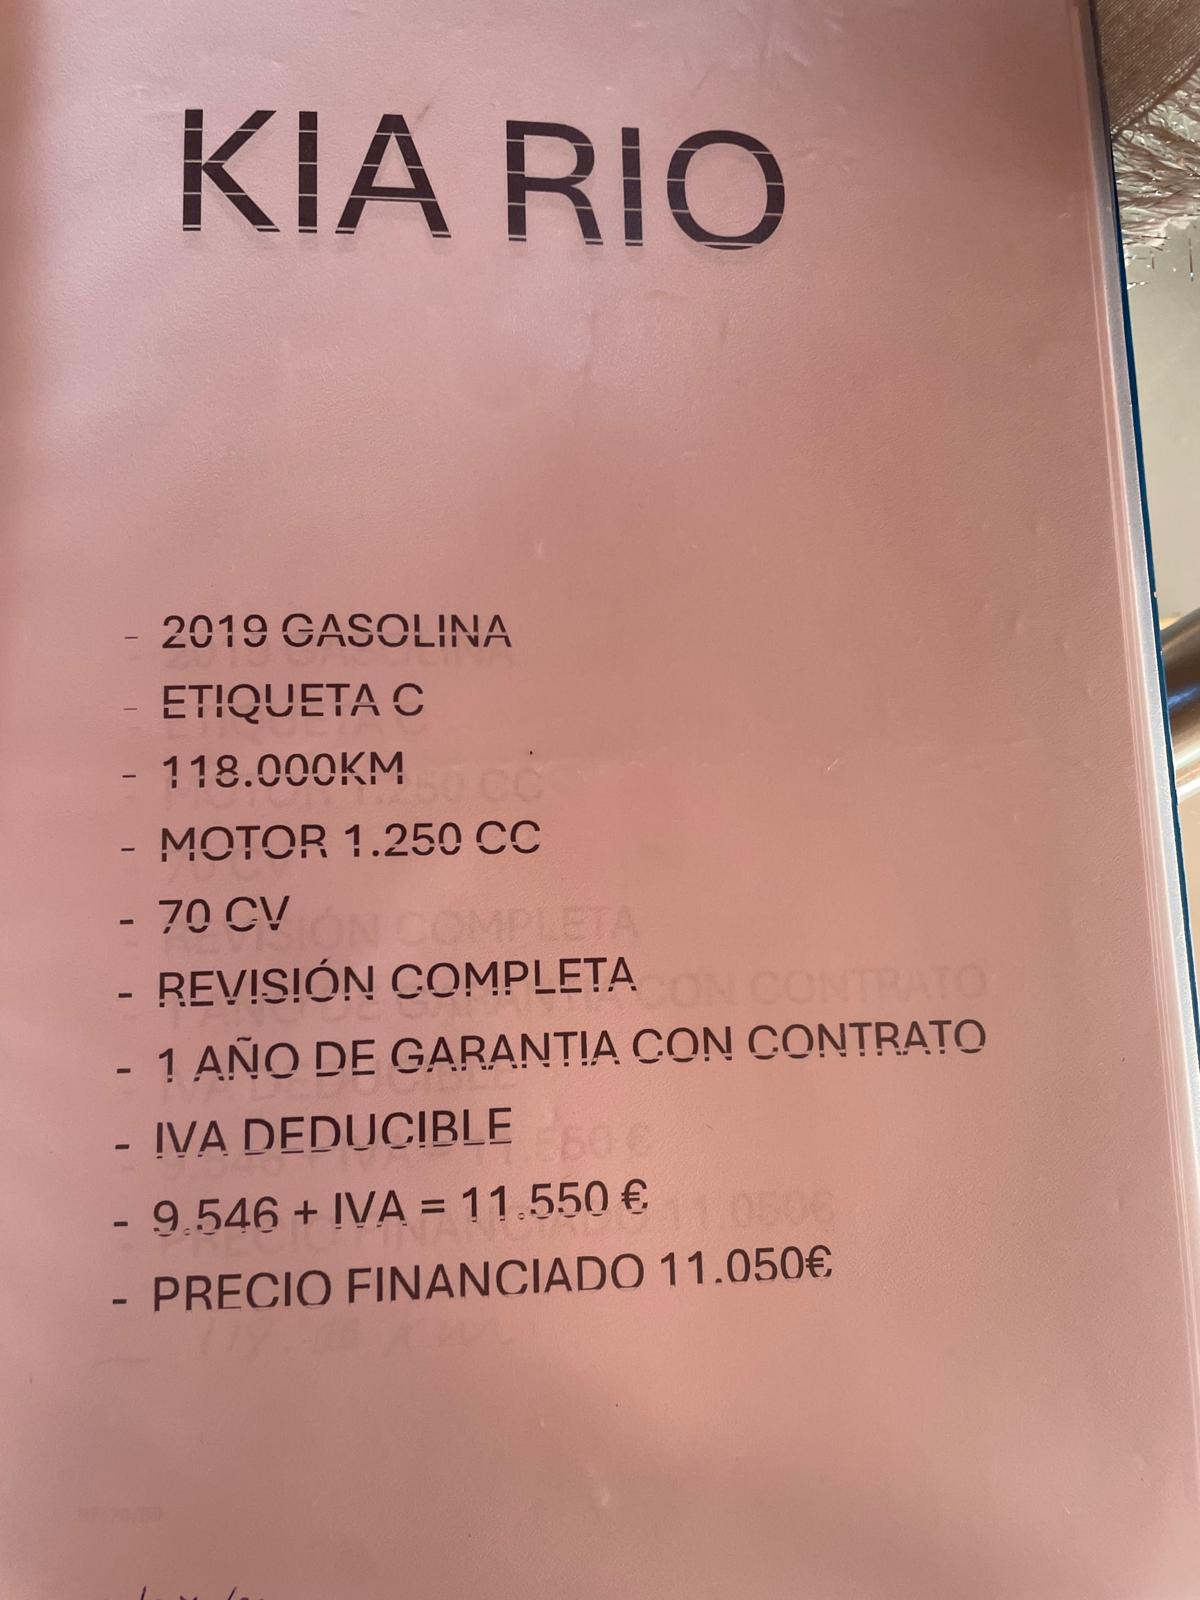 KIA RIO
- 2019 GASOLINA
- ETIQUETA C
- 118.000KM
- MOTOR 1.250 CC
- 70 CV
- REVISIÓN COMPLETA
- 1 AÑO DE GARANTIA CON CONTRATO
- IVA DEDUCIBLE
- 9.546 + IVA = 11.550 €
- PRECIO FINANCIADO 11.050€